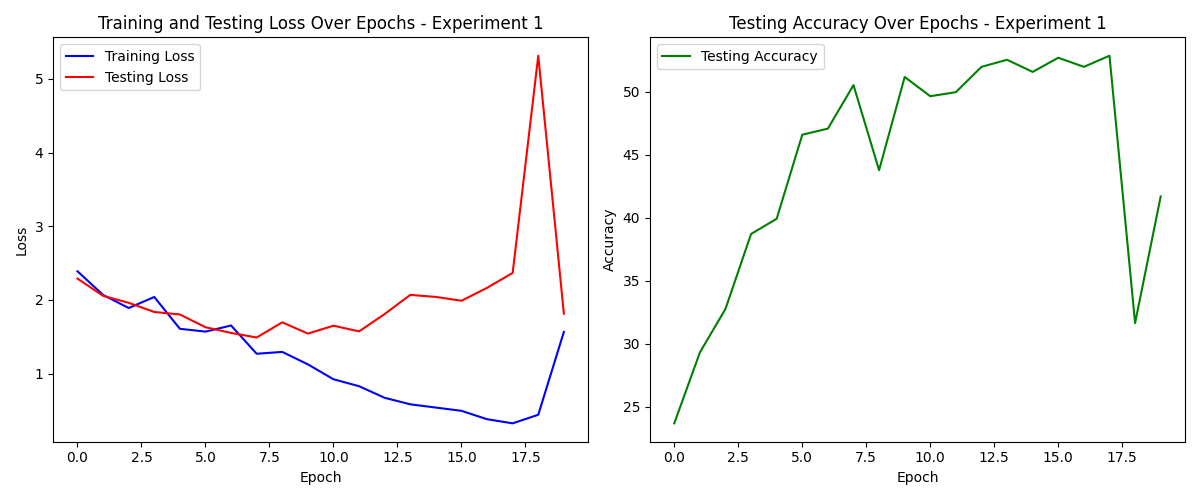 Training and Testing Loss Over Epochs - Experiment 1
Training Loss
Testing Loss
Loss
5
4
3
2
1
0.0 2.5 5.0 7.5 10.0 12.5 15.0 17.5
Epoch
Testing Accuracy Over Epochs - Experiment 1
Testing Accuracy
Accuracy
50
45
40
35
30
25
0.0 2.5 5.0 7.5 10.0 12.5 15.0 17.5
Epoch